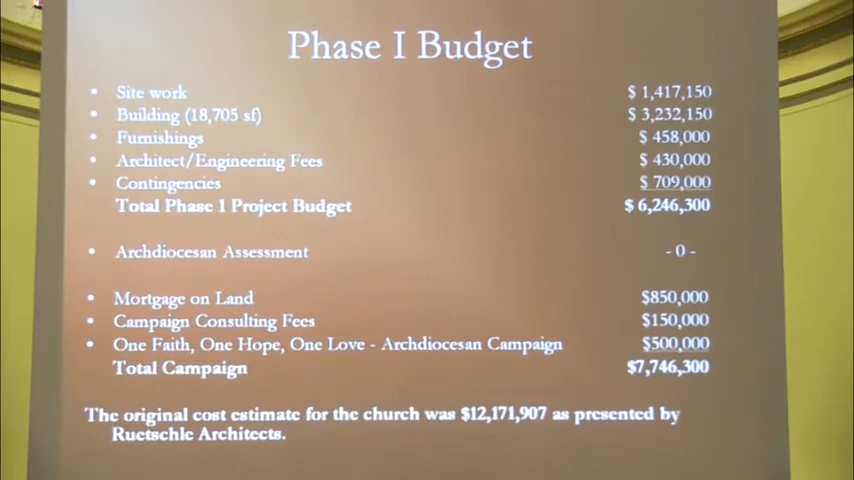 Phase I Budget
• Site work $ 1,417,150
• Building (18,705 sf) $ 3,232,150
• Furnishings $ 458,000
• Architect/Engineering Fees $ 430,000
• Contingencies $ 709,000
Total Phase 1 Project Budget $ 6,246,300
• Archdiocesan Assessment - 0 -
• Mortgage on Land $850,000
• Campaign Consulting Fees $150,000
• One Faith, One Hope, One Love - Archdiocesan Campaign $500,000
Total Campaign $7,746,300
The original cost estimate for the church was $12,171,907 as presented by
Ruetschle Architects.